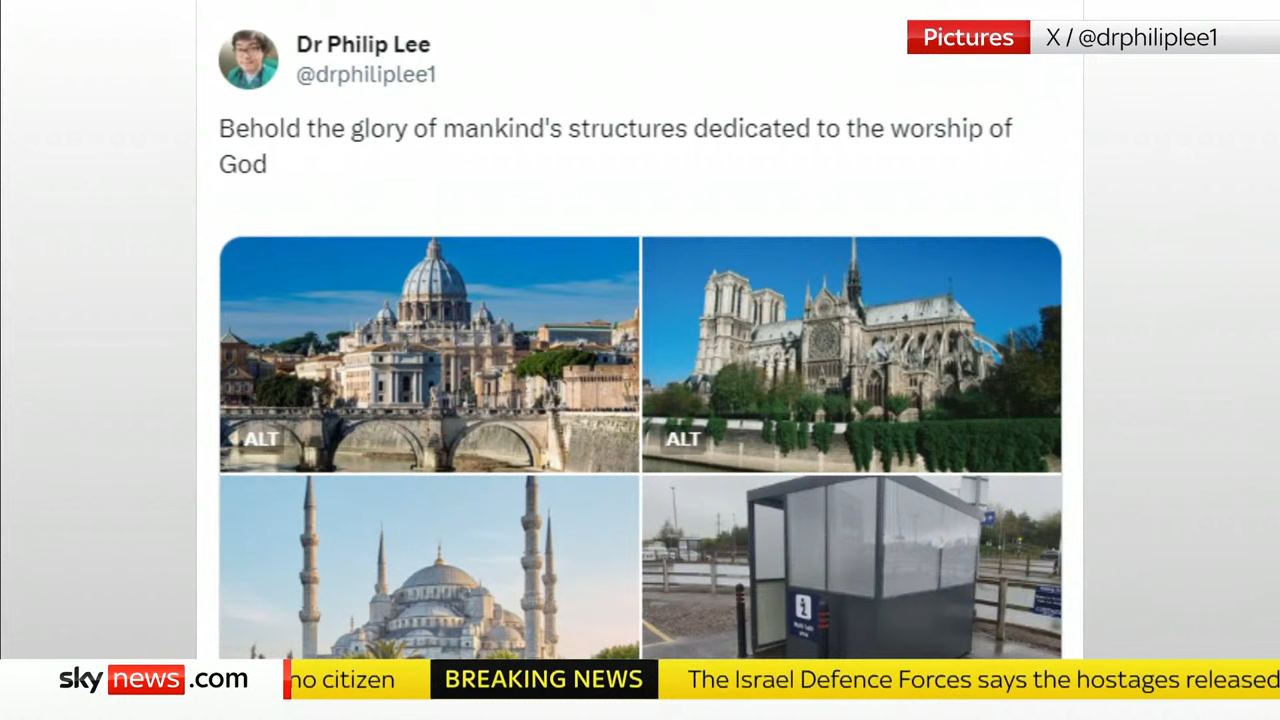 Dr Philip Lee
@drphiliplee1
Pictures X / @drphiliplee1
Behold the glory of mankind's structures dedicated to the worship of
God
ALT
ALT
sky news.com
no citizen BREAKING NEWS The Israel Defence Forces says the hostages released